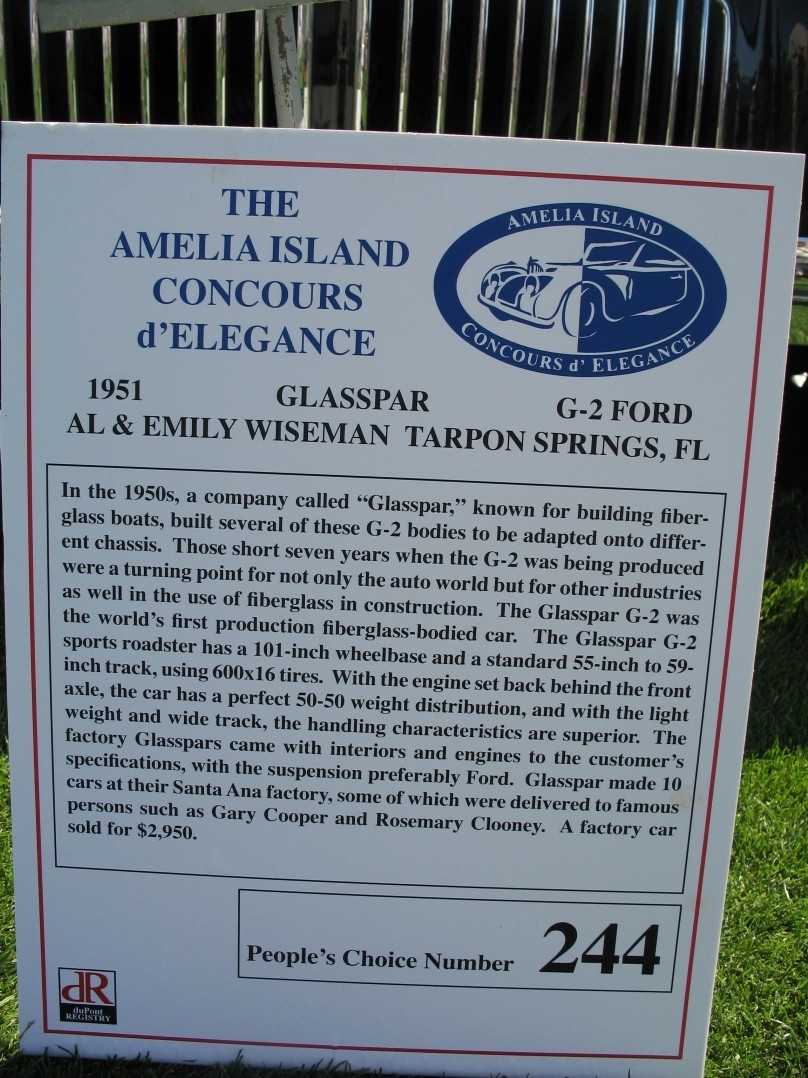 THE
AMELIA ISLAND
CONCOURS
d'ELEGANCE
AMELIA ISLAND
CONCOURS d' ELEGANCE
1951 GLASSPAR G-2 FORD
AL & EMILY WISEMAN TARPON SPRINGS, FL
In the 1950s, a company called “Glasspar,” known for building fiber-
glass boats, built several of these G-2 bodies to be adapted onto differ-
ent chassis. Those short seven years when the G-2 was being produced
were a turning point for not only the auto world but for other industries
as well in the use of fiberglass in construction. The Glasspar G-2 was
the world's first production fiberglass-bodied car. The Glasspar G-2
sports roadster has a 101-inch wheelbase and a standard 55-inch to 59-
inch track, using 600x16 tires. With the engine set back behind the front
axle, the car has a perfect 50-50 weight distribution, and with the light
weight and wide track, the handling characteristics are superior. The
factory Glasspars came with interiors and engines to the customer's
specifications, with the suspension preferably Ford. Glasspar made 10
cars at their Santa Ana factory, some of which were delivered to famous
persons such as Gary Cooper and Rosemary Clooney. A factory car
sold for $2,950.
People's Choice Number 244
dR
duPont
REGISTRY